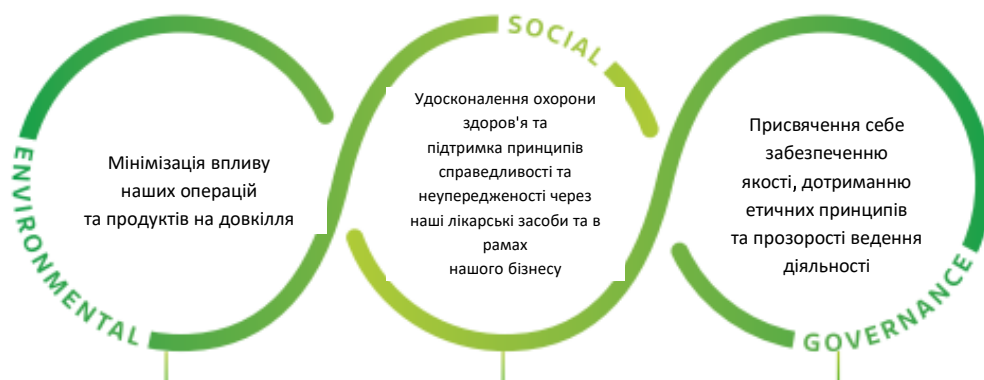 ENVIRONMENTAL
Мінімізація впливу
наших операцій
та продуктів на довкілля
SOCIAL
Удосконалення охорони
здоров'я та
підтримка принципів
справедливості та
неупередженості через
наші лікарські засоби та в
рамах
нашого бізнесу
GOVERNANCE
Присвячення себе
забезпеченню
якості, дотриманню
етичних принципів
та прозорості ведення
діяльності